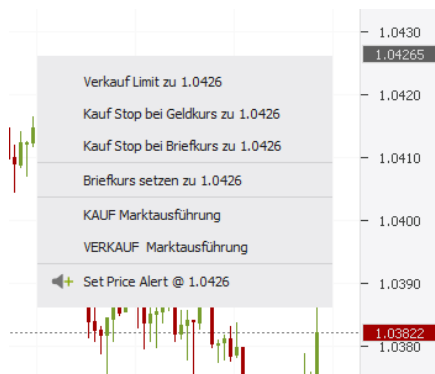 1.0430
1.04265
Verkauf Limit zu 1.0426
1.0420
Kauf Stop bei Geldkurs zu 1.0426
Kauf Stop bei Briefkurs zu 1.0426
1.0410
Briefkurs setzen zu 1.0426
KAUF Marktausführung
1.0400
VERKAUF Marktausführung
Set Price Alert @ 1.0426
1.0390
1.03822
1.0380